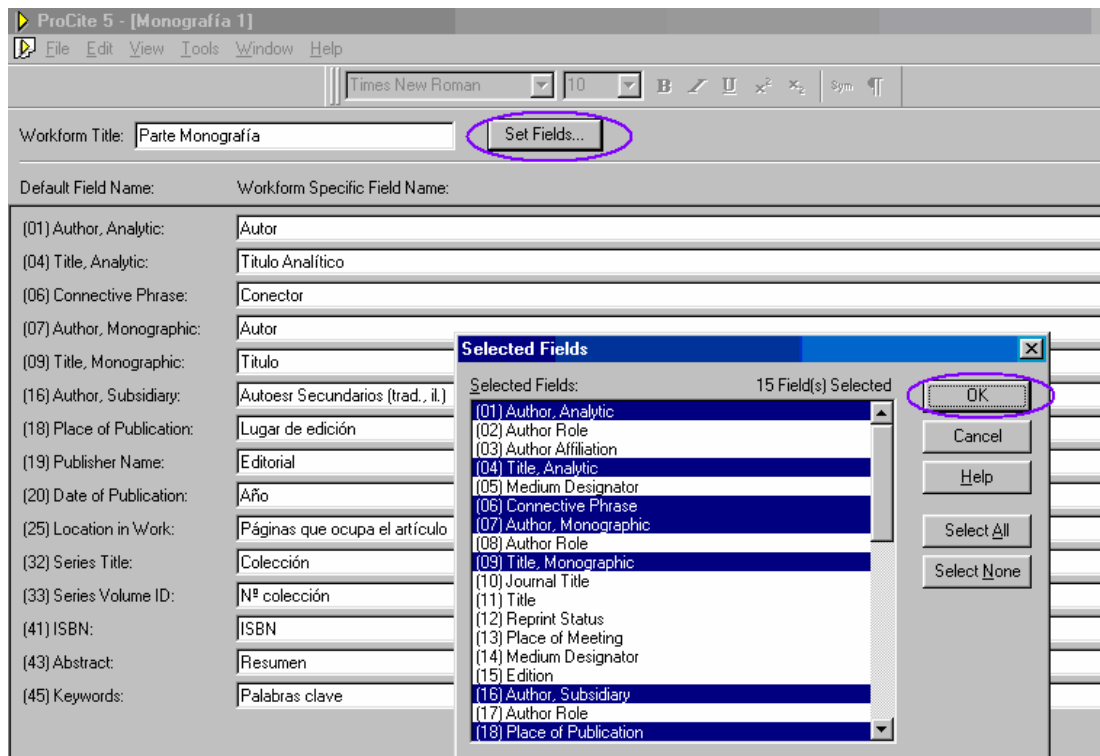 ProCite 5 - [Monografía 1]
File Edit View Tools Window Help
Times New Roman 10 B I U x² x₂ Sym ¶
Workform Title: Parte Monografía Set Fields...
Default Field Name: Workform Specific Field Name:
(01) Author, Analytic: Autor
(04) Title, Analytic: Titulo Analítico
(06) Connective Phrase: Conector
(07) Author, Monographic: Autor
(09) Title, Monographic: Titulo
(16) Author, Subsidiary: Autoesr Secundarios (trad., il.)
(18) Place of Publication: Lugar de edición
(19) Publisher Name: Editorial
(20) Date of Publication: Año
(25) Location in Work: Páginas que ocupa el artículo
(32) Series Title: Colección
(33) Series Volume ID: Nº colección
(41) ISBN: ISBN
(43) Abstract: Resumen
(45) Keywords: Palabras clave
Selected Fields
Selected Fields: 15 Field(s) Selected
(01) Author, Analytic
(02) Author Role
(03) Author Affiliation
(04) Title, Analytic
(05) Medium Designator
(06) Connective Phrase
(07) Author, Monographic
(08) Author Role
(09) Title, Monographic
(10) Journal Title
(11) Title
(12) Reprint Status
(13) Place of Meeting
(14) Medium Designator
(15) Edition
(16) Author, Subsidiary
(17) Author Role
(18) Place of Publication
OK
Cancel
Help
Select All
Select None